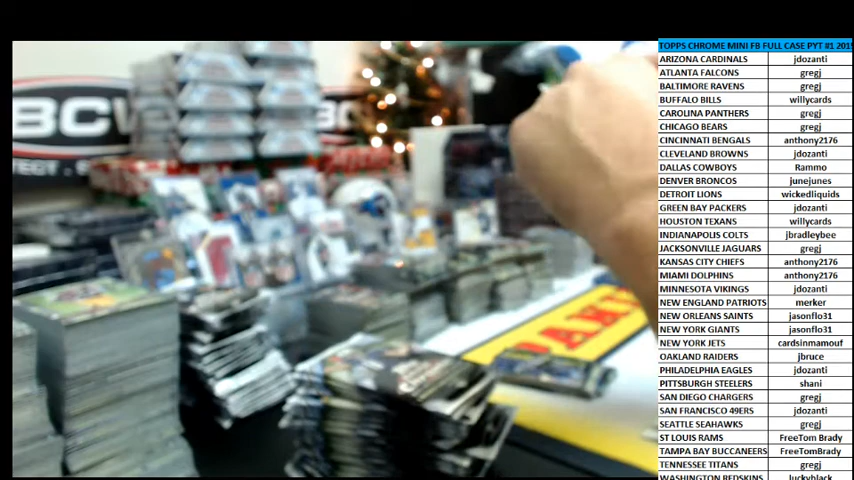 TOPPS CHROME MINI FB FULL CASE PYT #1 201
ARIZONA CARDINALS jdozanti
ATLANTA FALCONS gregj
BALTIMORE RAVENS gregj
BUFFALO BILLS willycards
CAROLINA PANTHERS gregj
CHICAGO BEARS gregj
CINCINNATI BENGALS anthony2176
CLEVELAND BROWNS jdozanti
DALLAS COWBOYS Rammo
DENVER BRONCOS junejunes
DETROIT LIONS wickedliquids
GREEN BAY PACKERS jdozanti
HOUSTON TEXANS willycards
INDIANAPOLIS COLTS jbradleybee
JACKSONVILLE JAGUARS gregj
KANSAS CITY CHIEFS anthony2176
MIAMI DOLPHINS anthony2176
MINNESOTA VIKINGS jdozanti
NEW ENGLAND PATRIOTS merker
NEW ORLEANS SAINTS jasonflo31
NEW YORK GIANTS jasonflo31
NEW YORK JETS cardsinmamouf
OAKLAND RAIDERS jbruce
PHILADELPHIA EAGLES jdozanti
PITTSBURGH STEELERS shani
SAN DIEGO CHARGERS gregj
SAN FRANCISCO 49ERS jdozanti
SEATTLE SEAHAWKS gregj
ST LOUIS RAMS FreeTom Brady
TAMPA BAY BUCCANEERS FreeTomBrady
TENNESSEE TITANS gregj
WASHINGTON REDSKINS luckyblack
BCW
PANINI